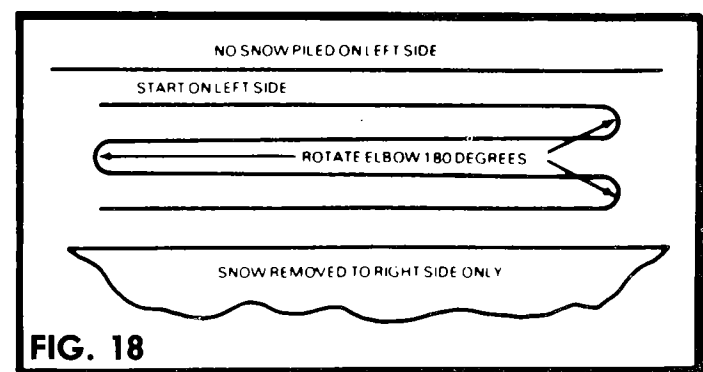 NO SNOW PILED ON LEFT SIDE
START ON LEFT SIDE
ROTATE ELBOW 180 DEGREES
SNOW REMOVED TO RIGHT SIDE ONLY
FIG. 18